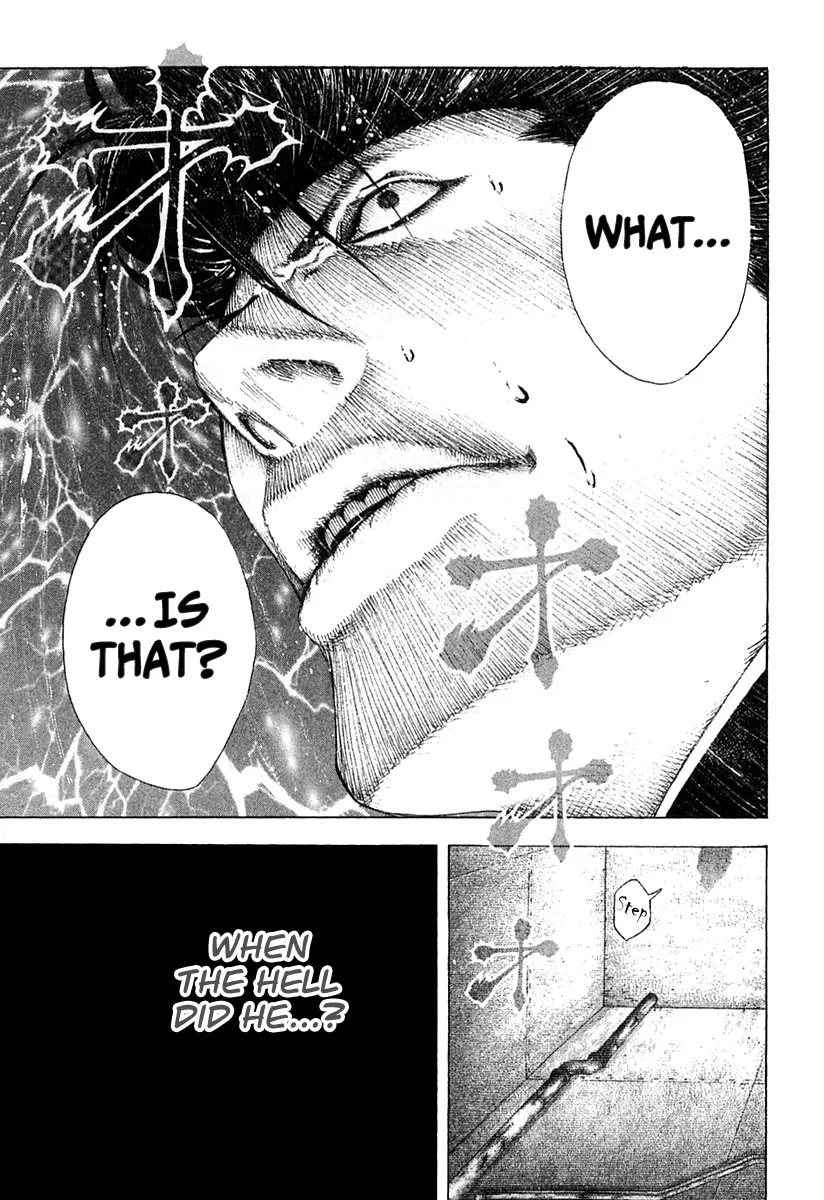 WHAT...
...IS
THAT?
Step
WHEN
THE HELL
DID HE...?